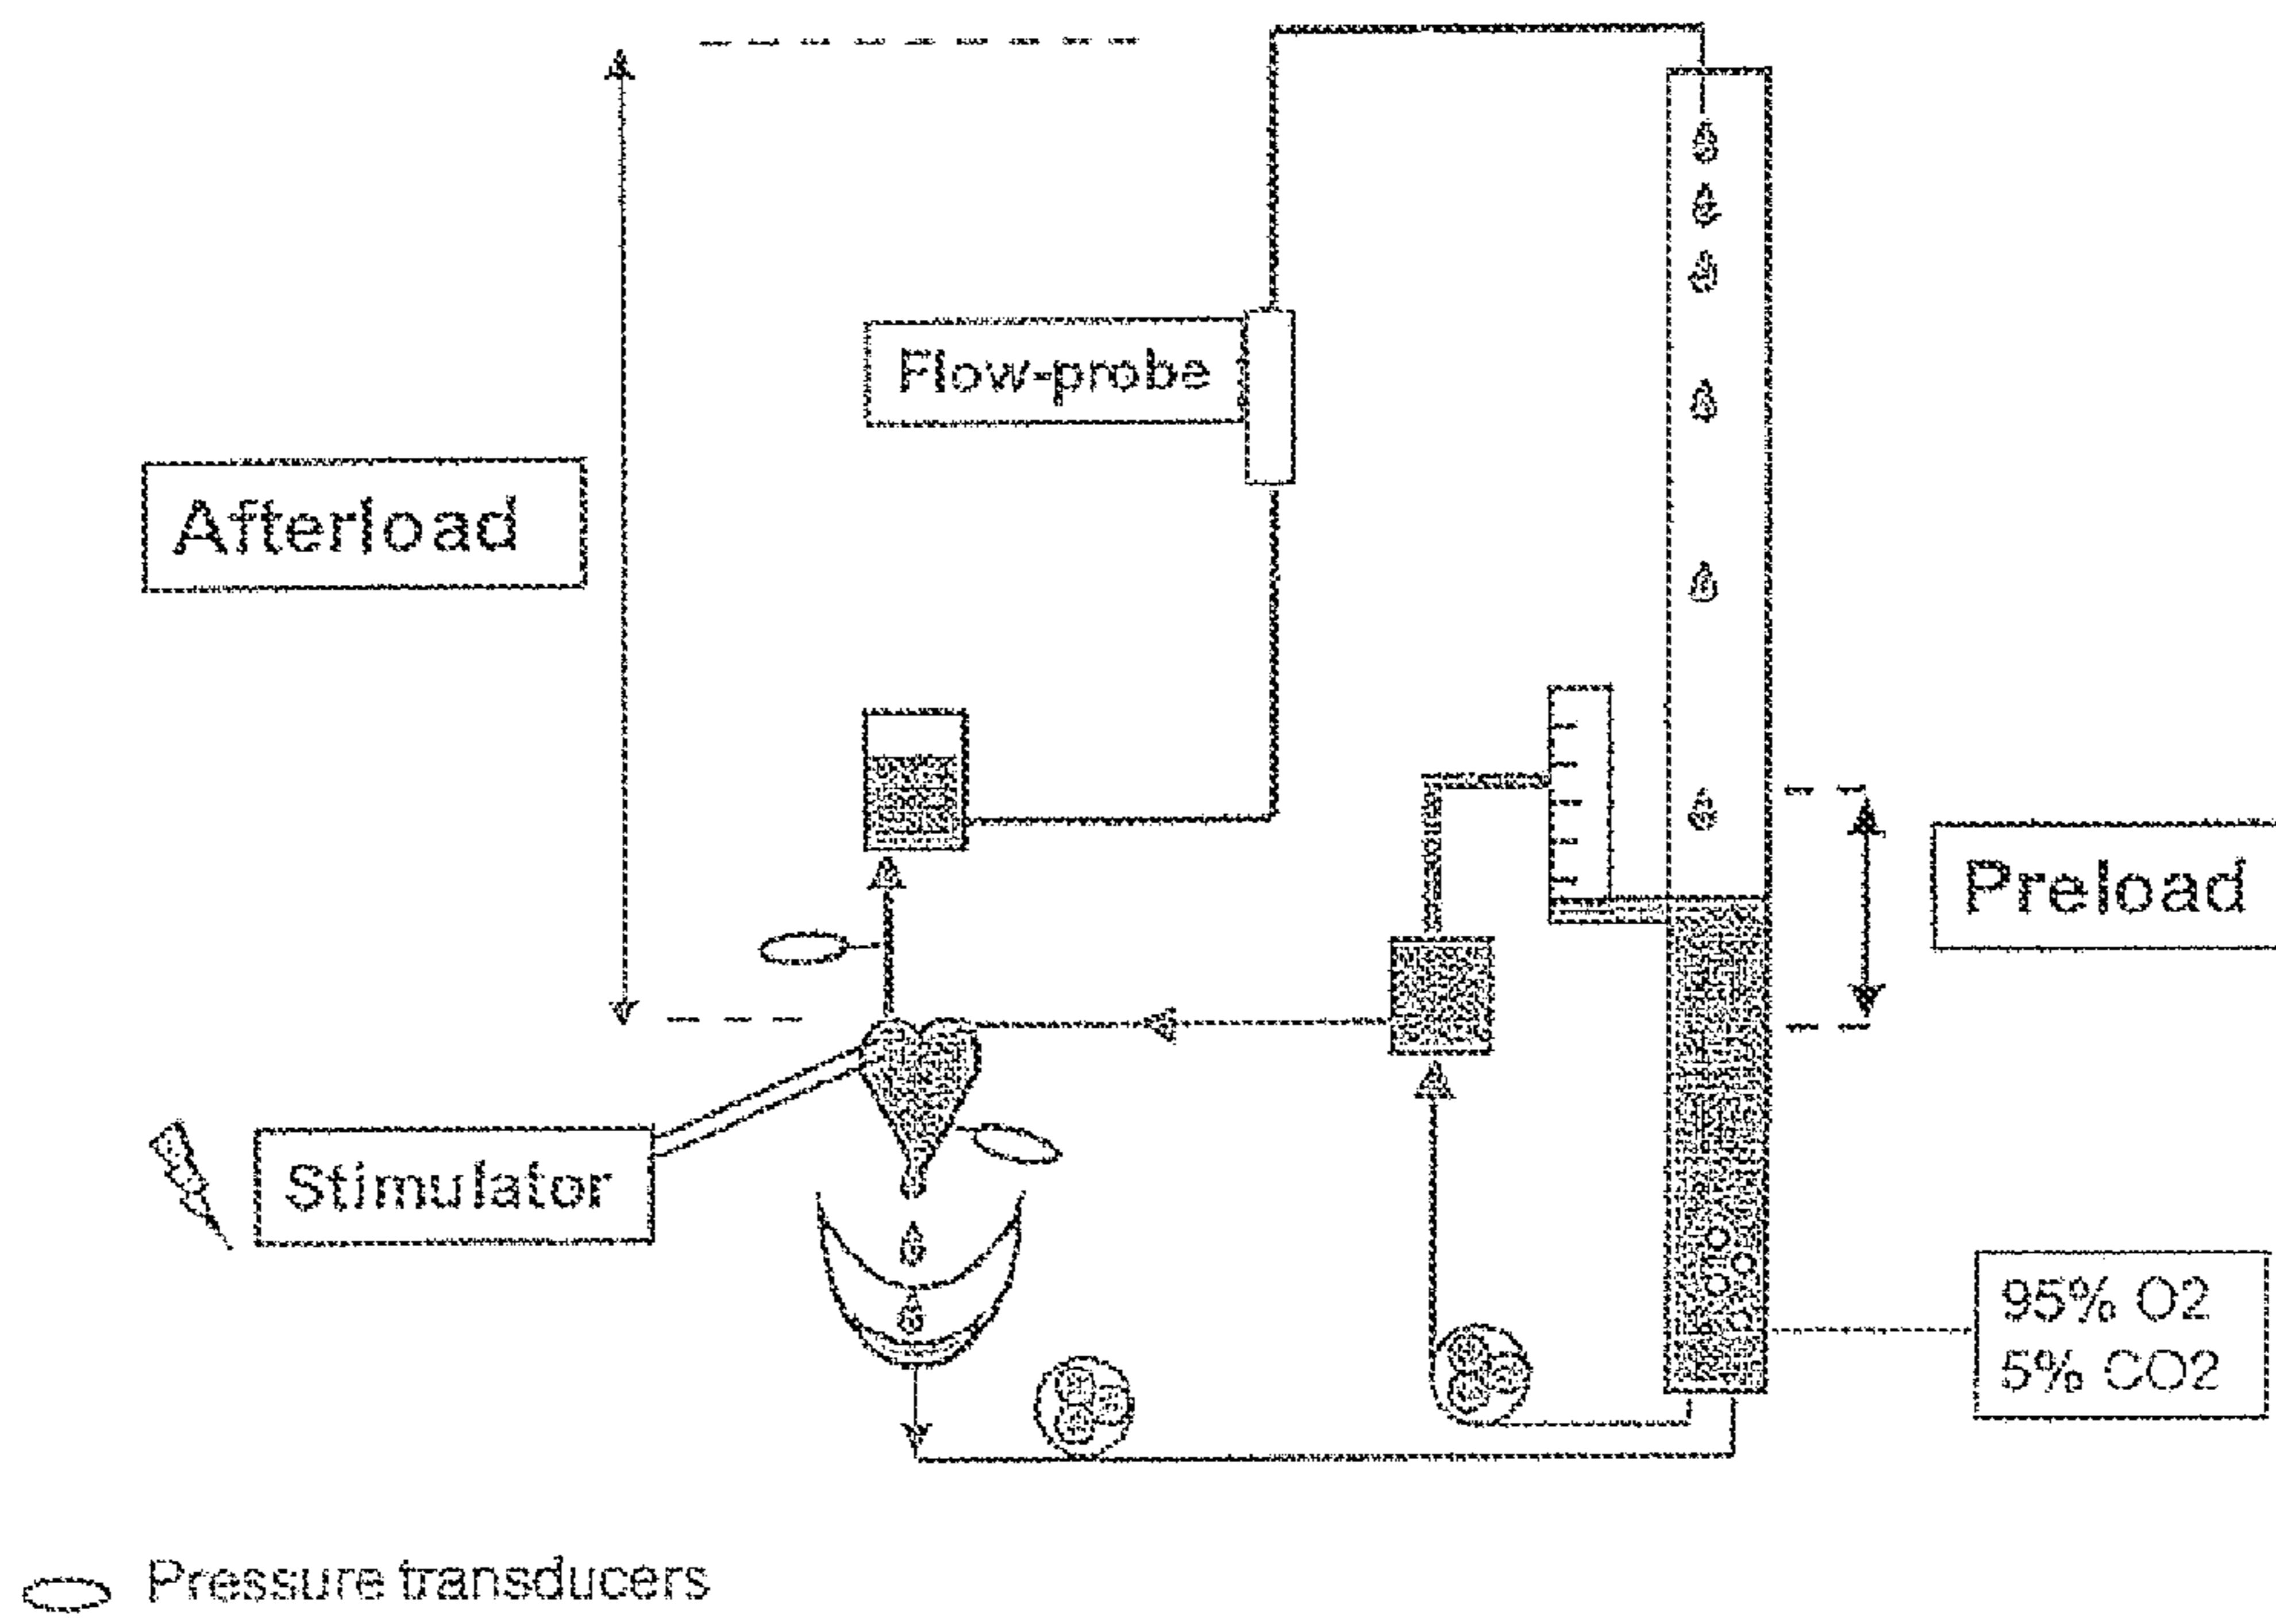 Flow-probe
Afterload
Preload
Stimulator
95% O2
5% CO2
Pressure transducers